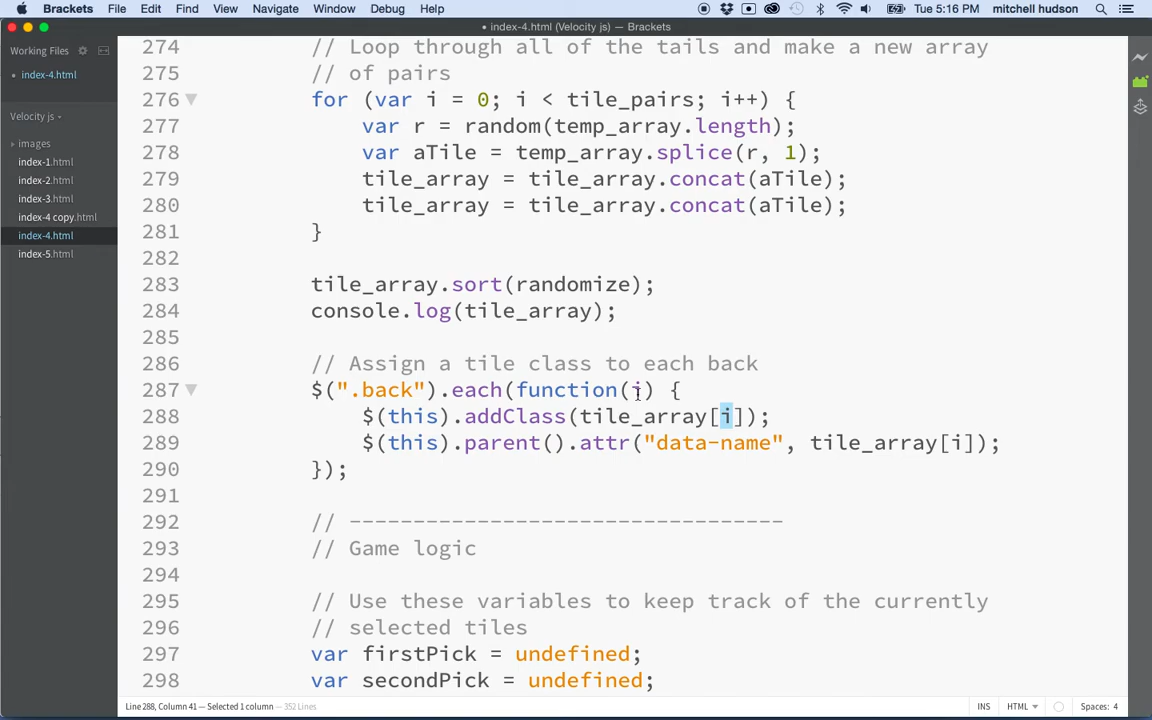 Brackets File Edit View Navigate Window Debug Help Tue 5:16 PM mitchell hudson
• index-4.html (Velocity js) — Brackets
Working Files
• index-4.html
Velocity js
images
index-1.html
index-2.html
index-3.html
index-4 copy.html
index-4.html
index-5.html
274 // Loop through all of the tails and make a new array
275 // of pairs
276 for (var i = 0; i < tile_pairs; i++) {
277 var r = random(temp_array.length);
278 var aTile = temp_array.splice(r, 1);
279 tile_array = tile_array.concat(aTile);
280 tile_array = tile_array.concat(aTile);
281 }
282
283 tile_array.sort(randomize);
284 console.log(tile_array);
285
286 // Assign a tile class to each back
287 $(".back").each(function(i) {
288 $(this).addClass(tile_array[i]);
289 $(this).parent().attr("data-name", tile_array[i]);
290 });
291
292 // ----------------------------------
293 // Game logic
294
295 // Use these variables to keep track of the currently
296 // selected tiles
297 var firstPick = undefined;
298 var secondPick = undefined;
Line 288, Column 41 — Selected 1 column — 352 Lines
INS HTML Spaces: 4